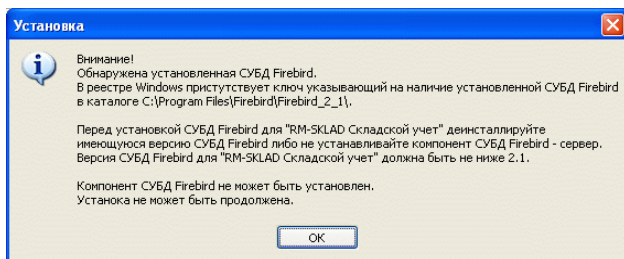 Установка
Внимание!
Обнаружена установленная СУБД Firebird.
В реестре Windows пристутствует ключ указывающий на наличие установленной СУБД Firebird
в каталоге C:\Program Files\Firebird\Firebird_2_1\.
Перед установкой СУБД Firebird для "RM-SKLAD Складской учет" деинсталлируйте
имеющуюся версию СУБД Firebird либо не устанавливайте компонент СУБД Firebird - сервер.
Версия СУБД Firebird для "RM-SKLAD Складской учет" должна быть не ниже 2.1.
Компонент СУБД Firebird не может быть установлен.
Устанока не может быть продолжена.
OK